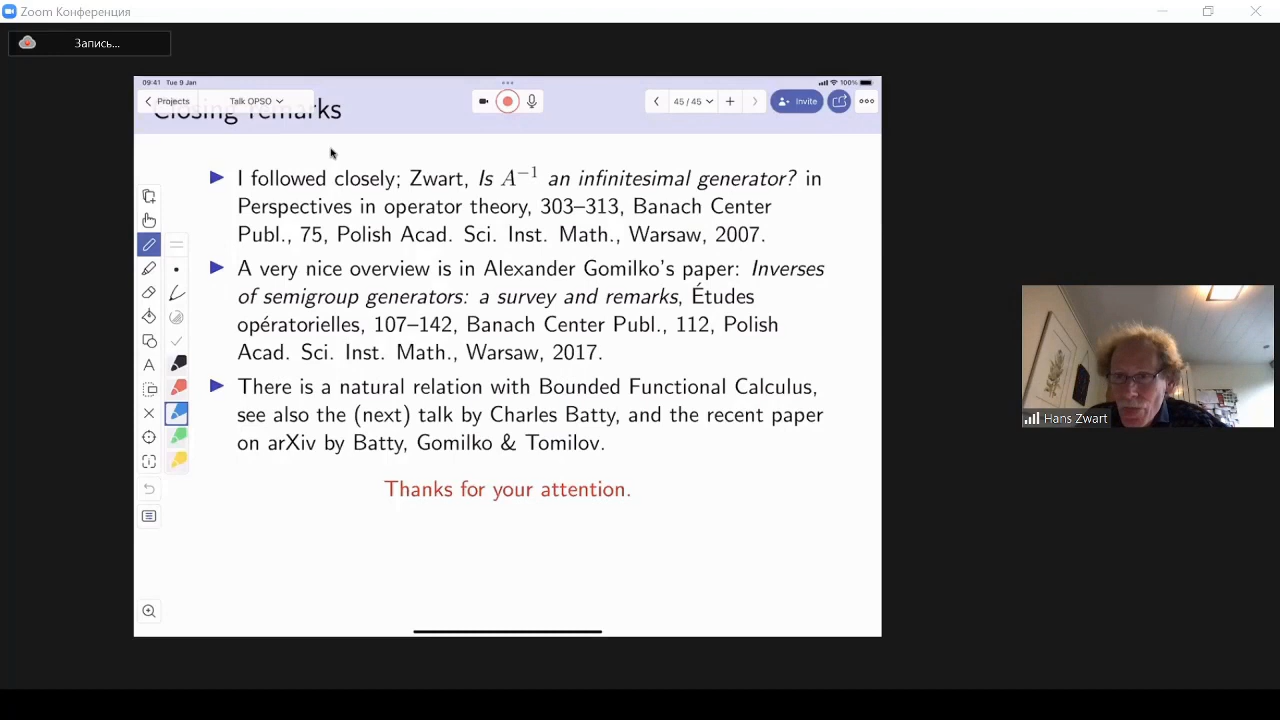 Zoom Конференция
Запись...
09:41 Tue 9 Jan
100%
Projects
Talk OPSO
45 / 45
Invite
Closing remarks
I followed closely; Zwart, Is A⁻¹ an infinitesimal generator? in
Perspectives in operator theory, 303–313, Banach Center
Publ., 75, Polish Acad. Sci. Inst. Math., Warsaw, 2007.
A very nice overview is in Alexander Gomilko's paper: Inverses
of semigroup generators: a survey and remarks, Études
opératorielles, 107–142, Banach Center Publ., 112, Polish
Acad. Sci. Inst. Math., Warsaw, 2017.
There is a natural relation with Bounded Functional Calculus,
see also the (next) talk by Charles Batty, and the recent paper
on arXiv by Batty, Gomilko & Tomilov.
Thanks for your attention.
Hans Zwart